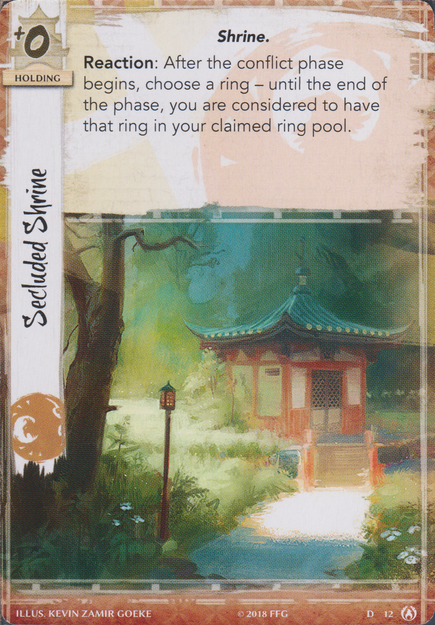 +0
HOLDING
Shrine.
Reaction: After the conflict phase
begins, choose a ring – until the end of
the phase, you are considered to have
that ring in your claimed ring pool.
Secluded Shrine
ILLUS. KEVIN ZAMIR GOEKE
© 2018 FFG
D 12